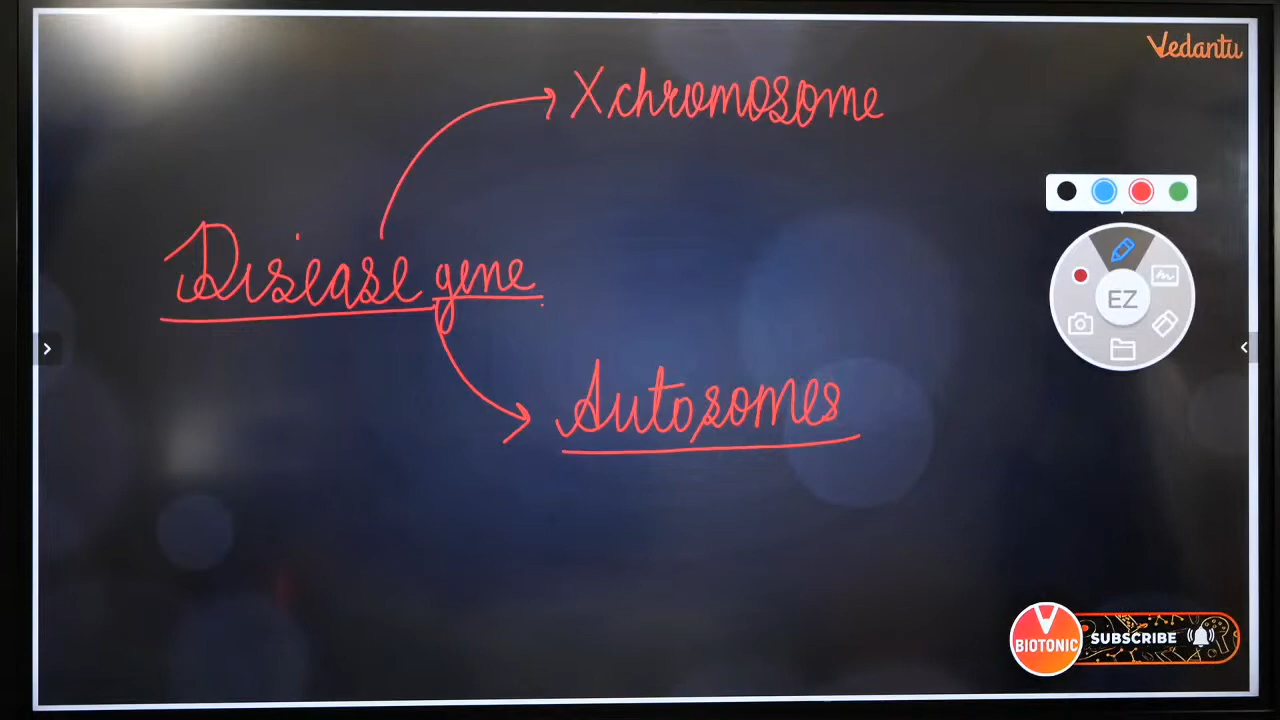 Vedantu
X chromosome
Disease gene
Autosomes
EZ
BIOTONIC
SUBSCRIBE